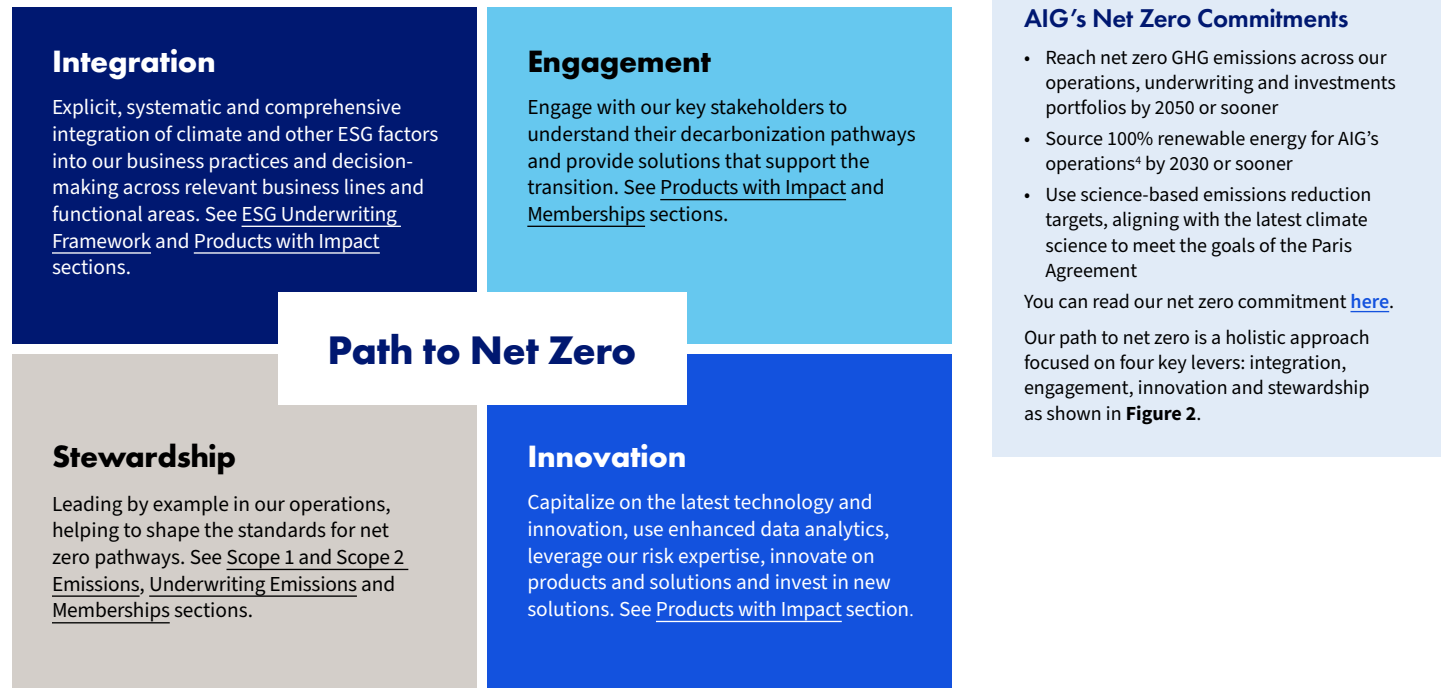 Integration
Explicit, systematic and comprehensive
integration of climate and other ESG factors
into our business practices and decision-
making across relevant business lines and
functional areas. See ESG Underwriting
Framework and Products with Impact
sections.
Engagement
Engage with our key stakeholders to
understand their decarbonization pathways
and provide solutions that support the
transition. See Products with Impact and
Memberships sections.
Path to Net Zero
Stewardship
Leading by example in our operations,
helping to shape the standards for net
zero pathways. See Scope 1 and Scope 2
Emissions, Underwriting Emissions and
Memberships sections.
Innovation
Capitalize on the latest technology and
innovation, use enhanced data analytics,
leverage our risk expertise, innovate on
products and solutions and invest in new
solutions. See Products with Impact section.
AIG’s Net Zero Commitments
• Reach net zero GHG emissions across our
operations, underwriting and investments
portfolios by 2050 or sooner
• Source 100% renewable energy for AIG’s
operations⁴ by 2030 or sooner
• Use science-based emissions reduction
targets, aligning with the latest climate
science to meet the goals of the Paris
Agreement
You can read our net zero commitment here.
Our path to net zero is a holistic approach
focused on four key levers: integration,
engagement, innovation and stewardship
as shown in Figure 2.